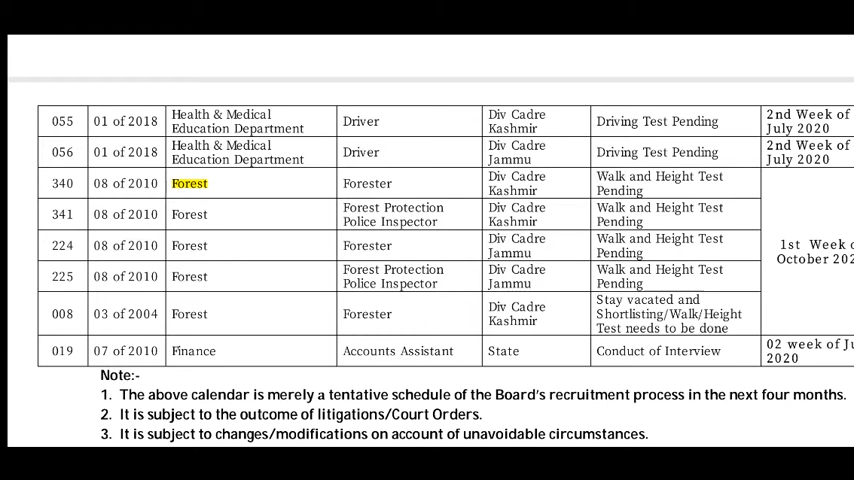 055 01 of 2018 Health & Medical Education Department Driver Div Cadre Kashmir Driving Test Pending 2nd Week of July 2020
056 01 of 2018 Health & Medical Education Department Driver Div Cadre Jammu Driving Test Pending 2nd Week of July 2020
340 08 of 2010 Forest Forester Div Cadre Kashmir Walk and Height Test Pending
341 08 of 2010 Forest Forest Protection Police Inspector Div Cadre Kashmir Walk and Height Test Pending
224 08 of 2010 Forest Forester Div Cadre Jammu Walk and Height Test Pending 1st Week October
225 08 of 2010 Forest Forest Protection Police Inspector Div Cadre Jammu Walk and Height Test Pending
008 03 of 2004 Forest Forester Div Cadre Kashmir Stay vacated and Shortlisting/Walk/Height Test needs to be done
019 07 of 2010 Finance Accounts Assistant State Conduct of Interview 02 week of 2020
Note:-
1. The above calendar is merely a tentative schedule of the Board's recruitment process in the next four months.
2. It is subject to the outcome of litigations/Court Orders.
3. It is subject to changes/modifications on account of unavoidable circumstances.